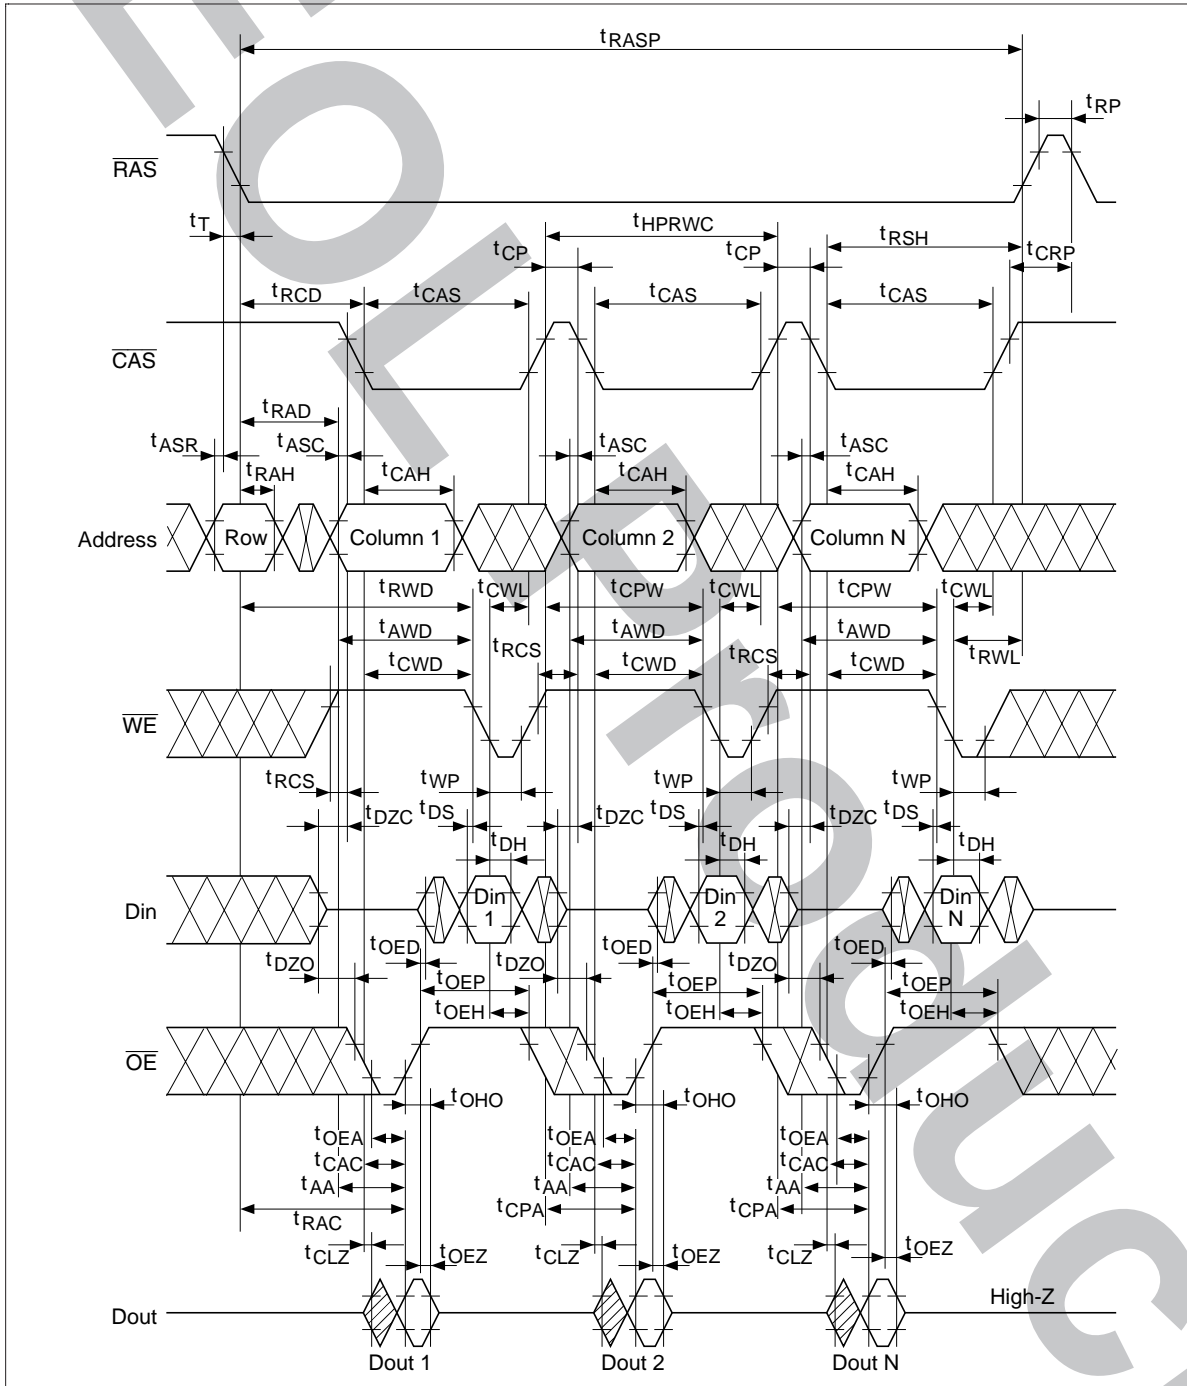 EOL Product
tRASP
tRP
RAS
tT
tHPRWC
tRSH
tCP
tCP
tCRP
tRCD
tCAS
tCAS
tCAS
CAS
tRAD
tASR
tASC
tASC
tASC
tRAH
tCAH
tCAH
tCAH
Address
Row
Column 1
Column 2
Column N
tRWD
tCWL
tCPW
tCWL
tCPW
tCWL
tAWD
tAWD
tAWD
tRCS
tRCS
tRWL
tCWD
tCWD
tCWD
WE
tRCS
tWP
tWP
tWP
tDZC
tDS
tDZC
tDS
tDZC
tDS
tDH
tDH
tDH
Din
Din 1
Din 2
Din N
tOED
tOED
tOED
tDZO
tDZO
tDZO
tOEP
tOEP
tOEP
tOEH
tOEH
tOEH
OE
tOHO
tOHO
tOHO
tOEA
tOEA
tOEA
tCAC
tCAC
tCAC
tAA
tAA
tAA
tRAC
tCPA
tCPA
tCLZ
tOEZ
tCLZ
tOEZ
tCLZ
tOEZ
High-Z
Dout
Dout 1
Dout 2
Dout N